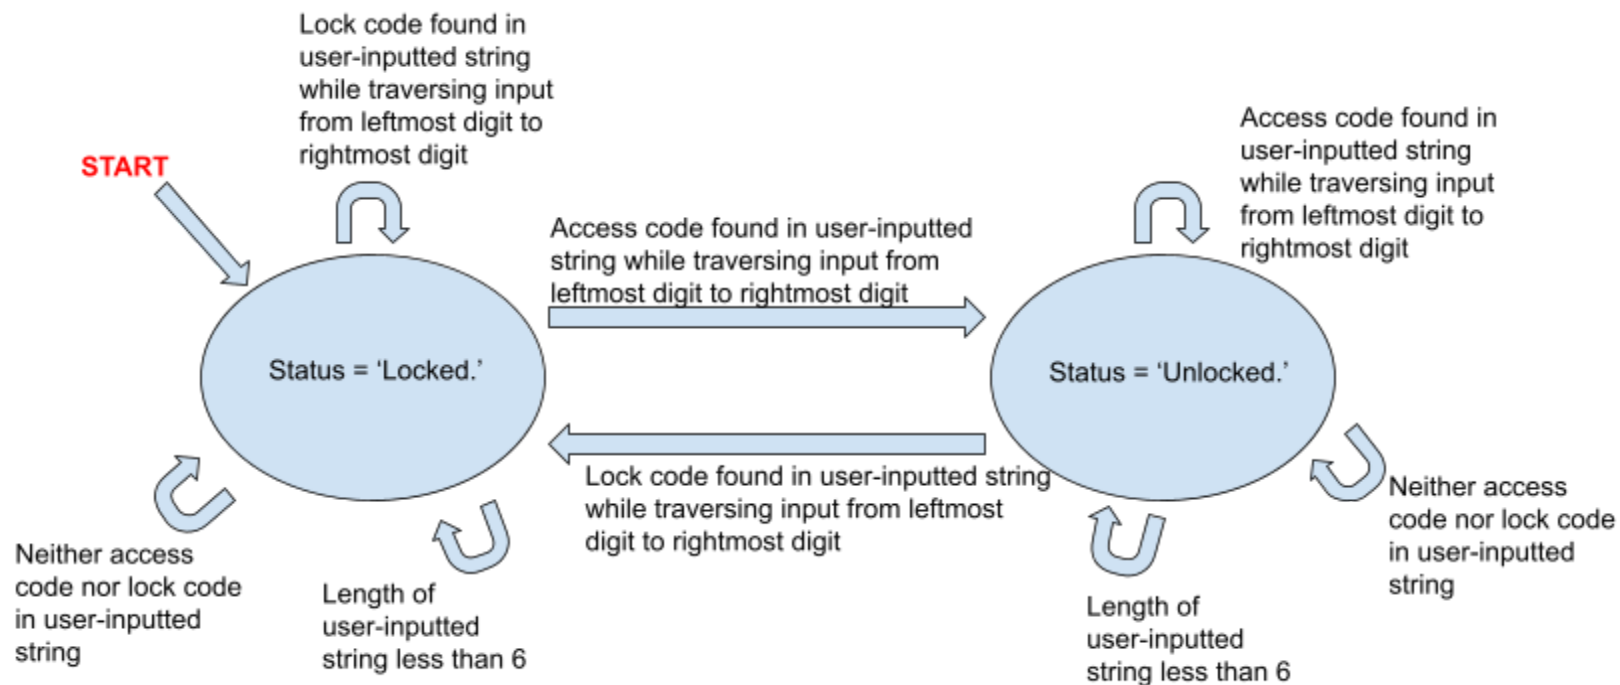 Lock code found in
user-inputted string
while traversing input
from leftmost digit to
rightmost digit
START
Access code found in
user-inputted string
while traversing input
from leftmost digit to
rightmost digit
Access code found in user-inputted
string while traversing input from
leftmost digit to rightmost digit
Status = ‘Locked.’
Status = ‘Unlocked.’
Lock code found in user-inputted string
while traversing input from leftmost
digit to rightmost digit
Neither access
code nor lock code
in user-inputted
string
Length of
user-inputted
string less than 6
Length of
user-inputted
string less than 6
Neither access
code nor lock code
in user-inputted
string